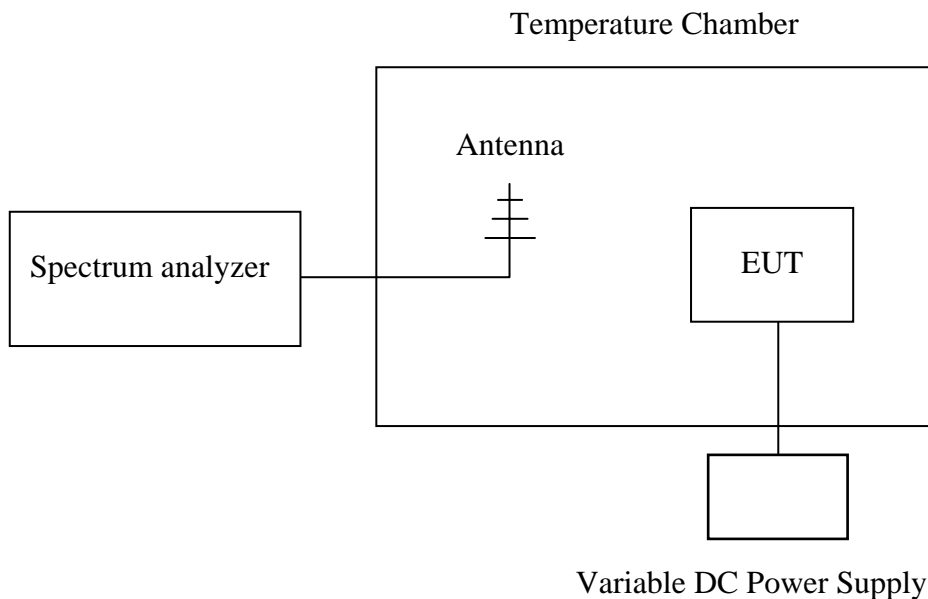 Temperature Chamber
Antenna
Spectrum analyzer
EUT
Variable DC Power Supply